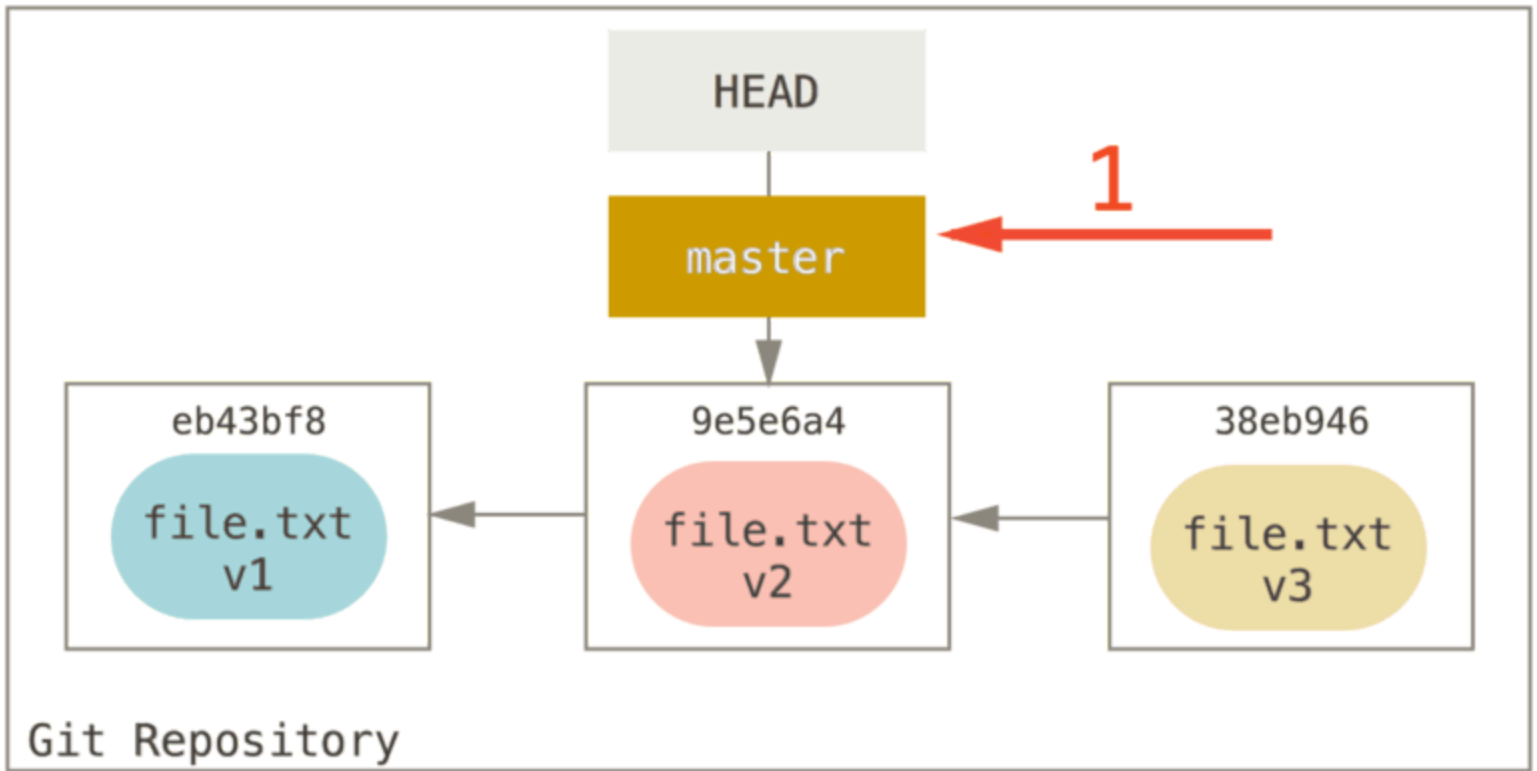 HEAD
1
master
eb43bf8
file.txt
v1
9e5e6a4
file.txt
v2
38eb946
file.txt
v3
Git Repository